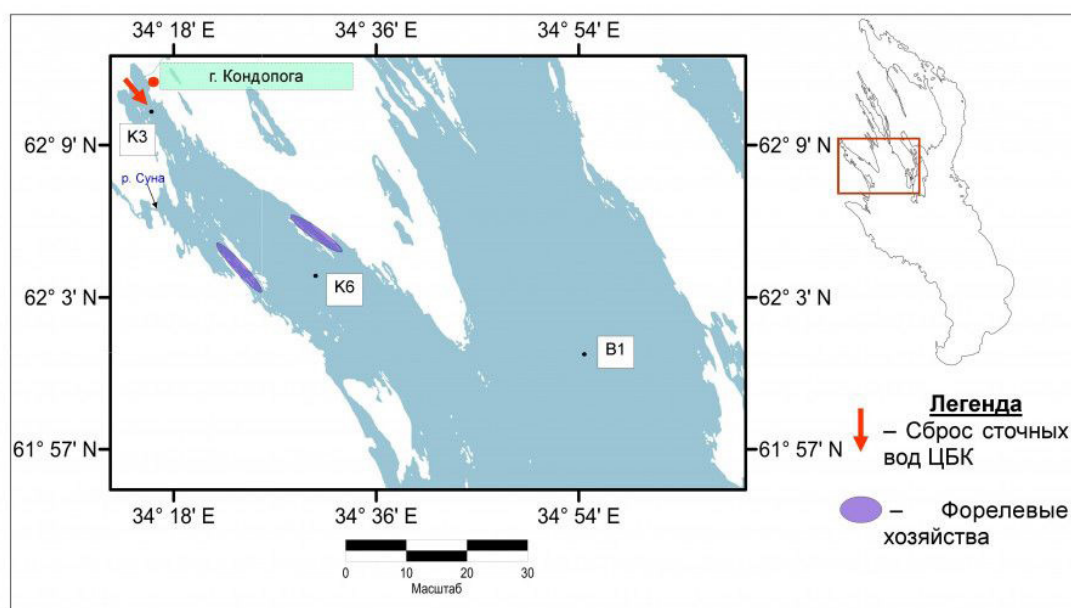 34° 18' E
34° 36' E
34° 54' E
г. Кондопога
K3
62° 9' N
62° 9' N
р. Суна
K6
62° 3' N
62° 3' N
B1
61° 57' N
61° 57' N
34° 18' E
34° 36' E
34° 54' E
0 10 20 30
Масштаб
Легенда
– Сброс сточных
вод ЦБК
– Форелевые
хозяйства